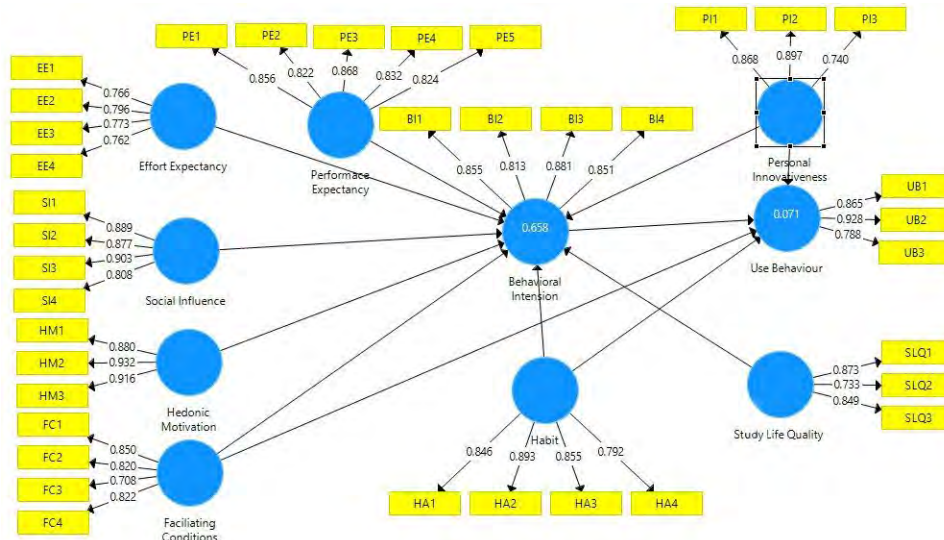 PE1
PE2
PE3
PE4
PE5
0.856
0.822
0.868
0.832
0.824
PI1
PI2
PI3
0.868
0.897
0.740
EE1
EE2
EE3
EE4
0.766
0.796
0.773
0.762
Effort Expectancy
Performace
Expectancy
BI1
BI2
BI3
BI4
0.855
0.813
0.881
0.851
Personal
Innovativeness
SI1
SI2
SI3
SI4
0.889
0.877
0.903
0.808
Social Influence
0.658
Behavioral
Intension
0.071
Use Behaviour
UB1
UB2
UB3
0.865
0.928
0.788
HM1
HM2
HM3
0.880
0.932
0.916
Hedonic
Motivation
FC1
FC2
FC3
FC4
0.850
0.820
0.708
0.822
Faciliating
Conditions
Habit
0.846
0.893
0.855
0.792
HA1
HA2
HA3
HA4
Study Life Quality
SLQ1
SLQ2
SLQ3
0.873
0.733
0.849